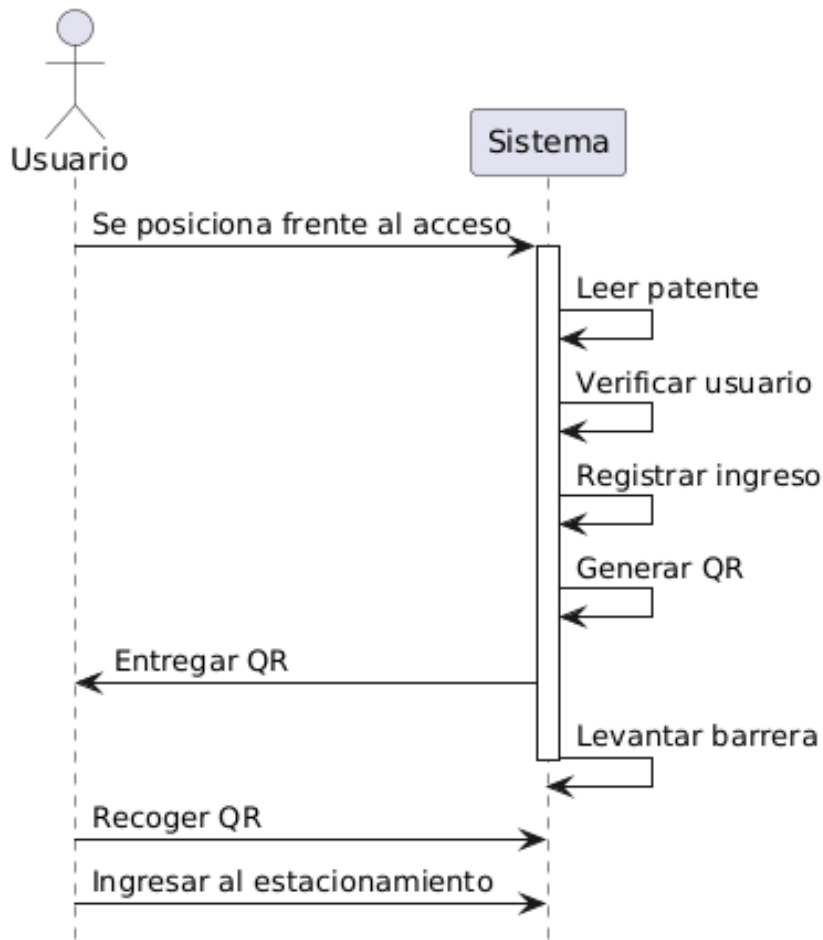 Usuario
Sistema
Se posiciona frente al acceso
Leer patente
Verificar usuario
Registrar ingreso
Generar QR
Entregar QR
Levantar barrera
Recoger QR
Ingresar al estacionamiento